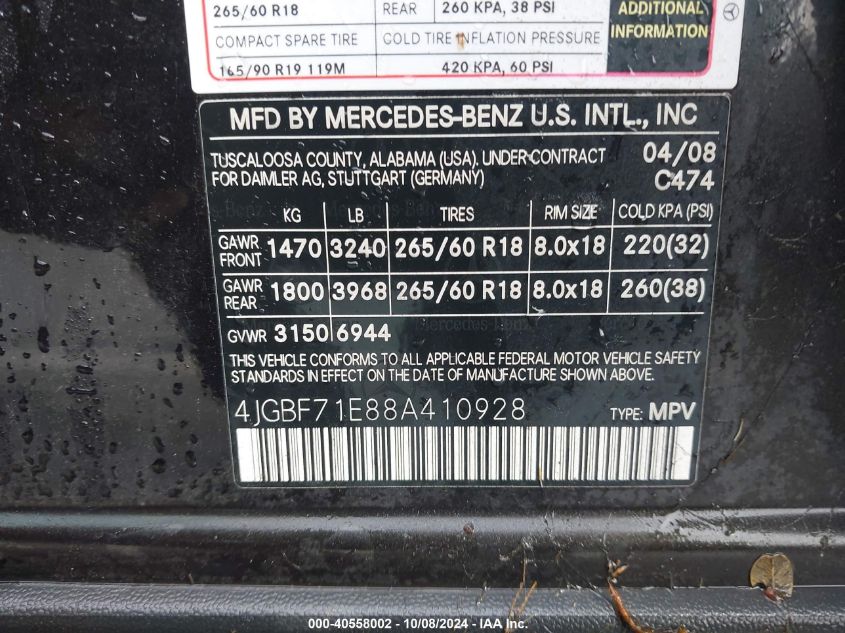 265/60 R18 REAR 260 KPA, 38 PSI
ADDITIONAL
INFORMATION
COMPACT SPARE TIRE COLD TIRE INFLATION PRESSURE
165/90 R19 119M 420 KPA, 60 PSI
MFD BY MERCEDES-BENZ U.S. INTL., INC
TUSCALOOSA COUNTY, ALABAMA (USA). UNDER CONTRACT 04/08
FOR DAIMLER AG, STUTTGART (GERMANY) C474
KG LB TIRES RIM SIZE COLD KPA (PSI)
GAWR FRONT 1470 3240 265/60 R18 8.0x18 220(32)
GAWR REAR 1800 3968 265/60 R18 8.0x18 260(38)
GVWR 3150 6944
Mercedes-Benz
THIS VEHICLE CONFORMS TO ALL APPLICABLE FEDERAL MOTOR VEHICLE SAFETY
STANDARDS IN EFFECT ON THE DATE OF MANUFACTURE SHOWN ABOVE.
4JGBF71E88A410928 TYPE: MPV
000-40558002 - 10/08/2024 - IAA Inc.